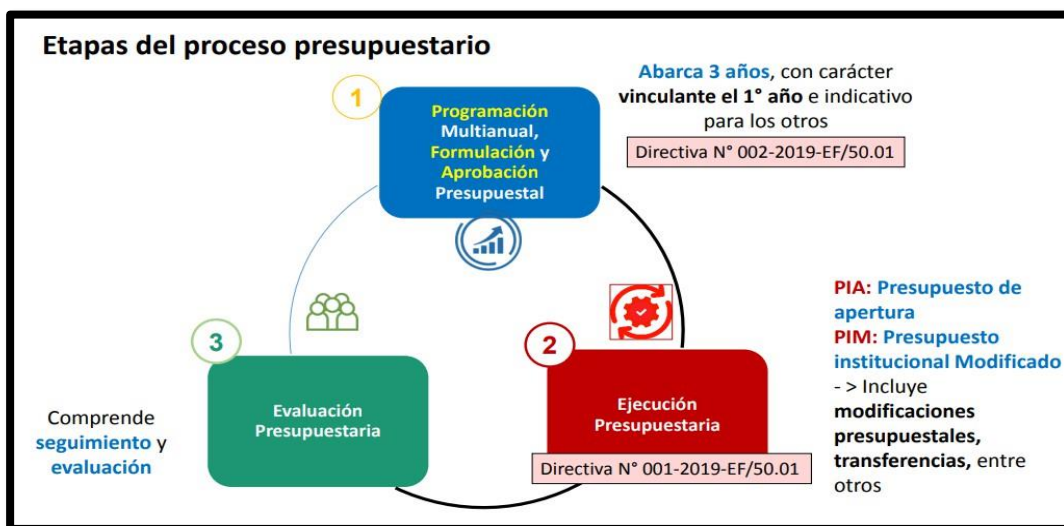 Etapas del proceso presupuestario
1
Programación
Multianual,
Formulación y
Aprobación
Presupuestal
Abarca 3 años, con carácter
vinculante el 1° año e indicativo
para los otros
Directiva N° 002-2019-EF/50.01
2
Ejecución
Presupuestaria
Directiva N° 001-2019-EF/50.01
PIA: Presupuesto de
apertura
PIM: Presupuesto
institucional Modificado
- > Incluye
modificaciones
presupuestales,
transferencias, entre
otros
3
Evaluación
Presupuestaria
Comprende
seguimiento y
evaluación